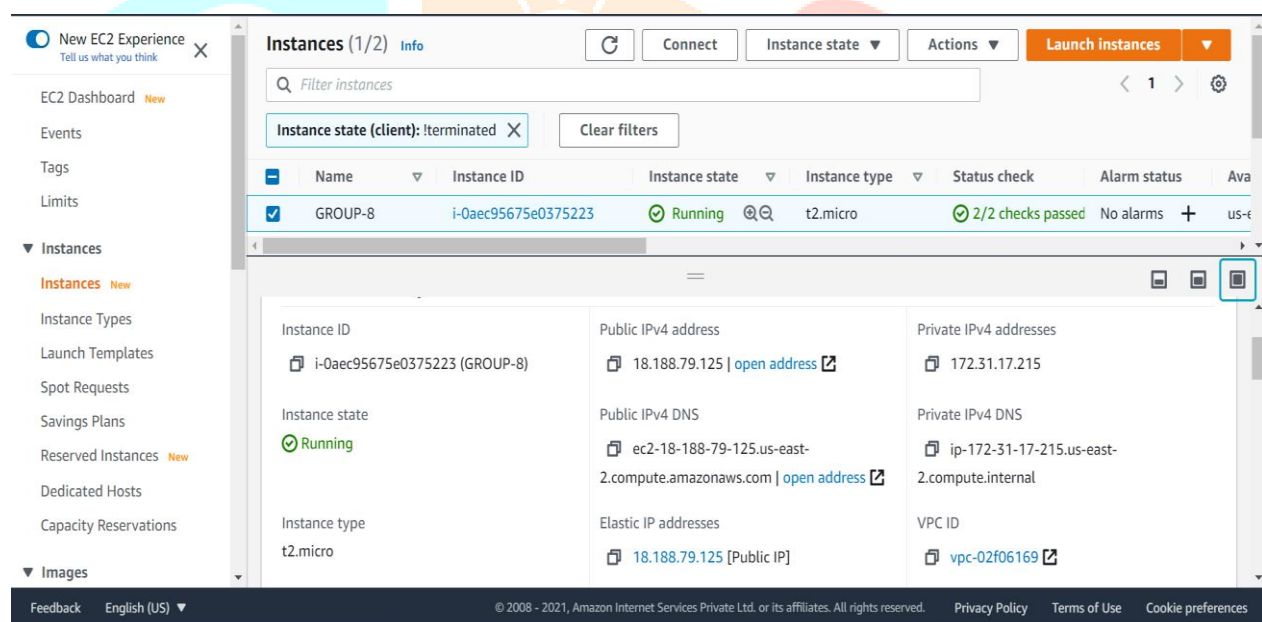 New EC2 Experience
Tell us what you think
EC2 Dashboard New
Events
Tags
Limits
Instances
Instances New
Instance Types
Launch Templates
Spot Requests
Savings Plans
Reserved Instances New
Dedicated Hosts
Capacity Reservations
Images
Instances (1/2) Info
Connect
Instance state
Actions
Launch instances
Filter instances
1
Instance state (client): !terminated
Clear filters
Name Instance ID Instance state Instance type Status check Alarm status Ava
GROUP-8 i-0aec95675e0375223 Running t2.micro 2/2 checks passed No alarms + us-e
Instance ID
i-0aec95675e0375223 (GROUP-8)
Public IPv4 address
18.188.79.125 | open address
Private IPv4 addresses
172.31.17.215
Instance state
Running
Public IPv4 DNS
ec2-18-188-79-125.us-east-
2.compute.amazonaws.com | open address
Private IPv4 DNS
ip-172-31-17-215.us-east-
2.compute.internal
Instance type
t2.micro
Elastic IP addresses
18.188.79.125 [Public IP]
VPC ID
vpc-02f06169
Feedback English (US) © 2008 - 2021, Amazon Internet Services Private Ltd. or its affiliates. All rights reserved. Privacy Policy Terms of Use Cookie preferences